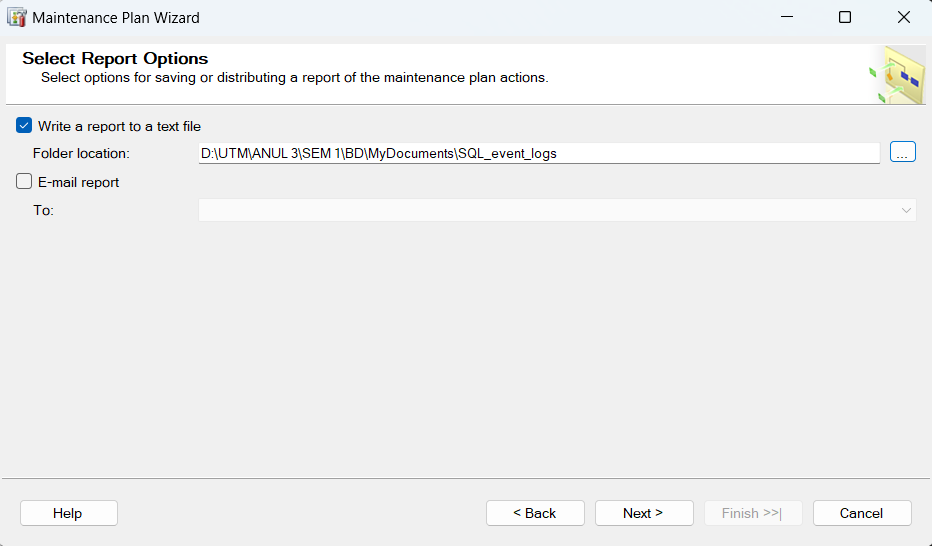 Maintenance Plan Wizard
Select Report Options
Select options for saving or distributing a report of the maintenance plan actions.
Write a report to a text file
Folder location:
D:\UTM\ANUL 3\SEM 1\BD\MyDocuments\SQL_event_logs
...
E-mail report
To:
Help
< Back
Next >
Finish >>|
Cancel